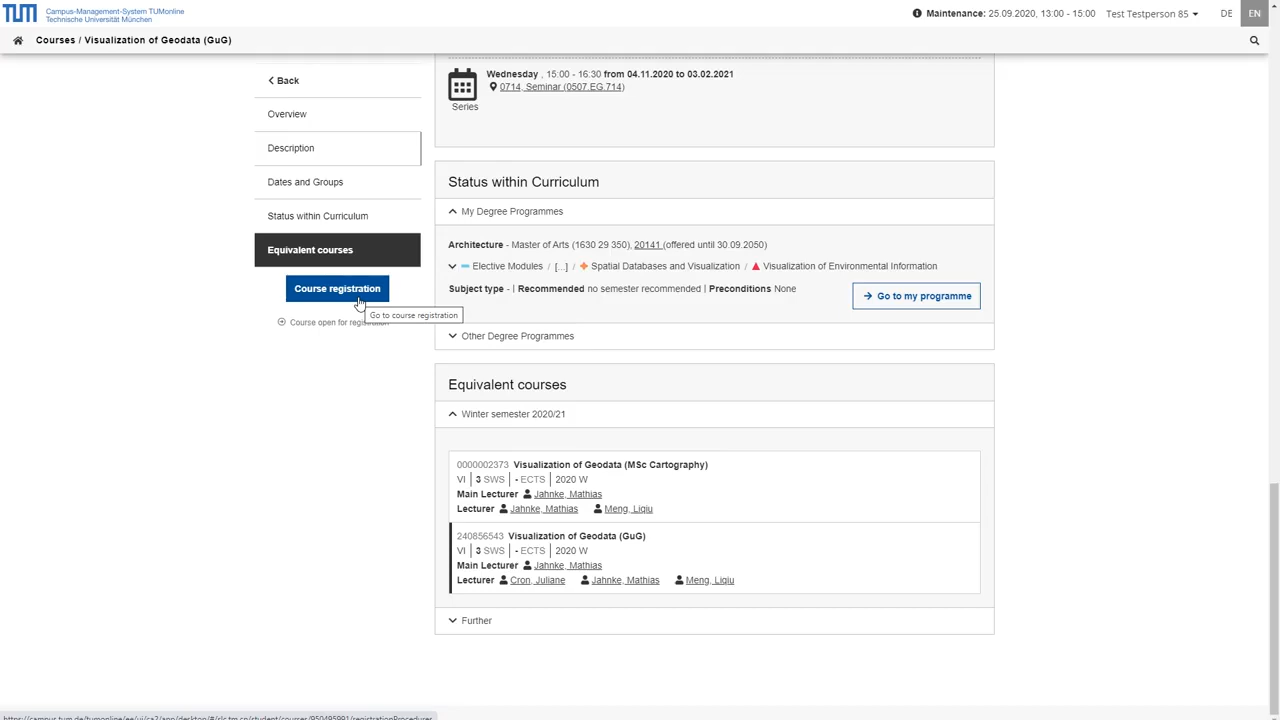 TUM Campus-Management-System TUMonline
Technische Universität München
Maintenance: 25.09.2020, 13:00 - 15:00
Test Testperson 85
DE
EN
Courses / Visualization of Geodata (GuG)
Back
Overview
Description
Dates and Groups
Status within Curriculum
Equivalent courses
Course registration
Go to course registration
Course open for registration
Wednesday , 15:00 - 16:30 from 04.11.2020 to 03.02.2021
0714, Seminar (0507.EG.714)
Series
Status within Curriculum
My Degree Programmes
Architecture - Master of Arts (1630 29 350), 20141 (offered until 30.09.2050)
Elective Modules / [...] / Spatial Databases and Visualization / Visualization of Environmental Information
Subject type - | Recommended no semester recommended | Preconditions None
Go to my programme
Other Degree Programmes
Equivalent courses
Winter semester 2020/21
0000002373 Visualization of Geodata (MSc Cartography)
VI | 3 SWS | - ECTS | 2020 W
Main Lecturer Jahnke, Mathias
Lecturer Jahnke, Mathias Meng, Liqiu
240856543 Visualization of Geodata (GuG)
VI | 3 SWS | - ECTS | 2020 W
Main Lecturer Jahnke, Mathias
Lecturer Cron, Juliane Jahnke, Mathias Meng, Liqiu
Further